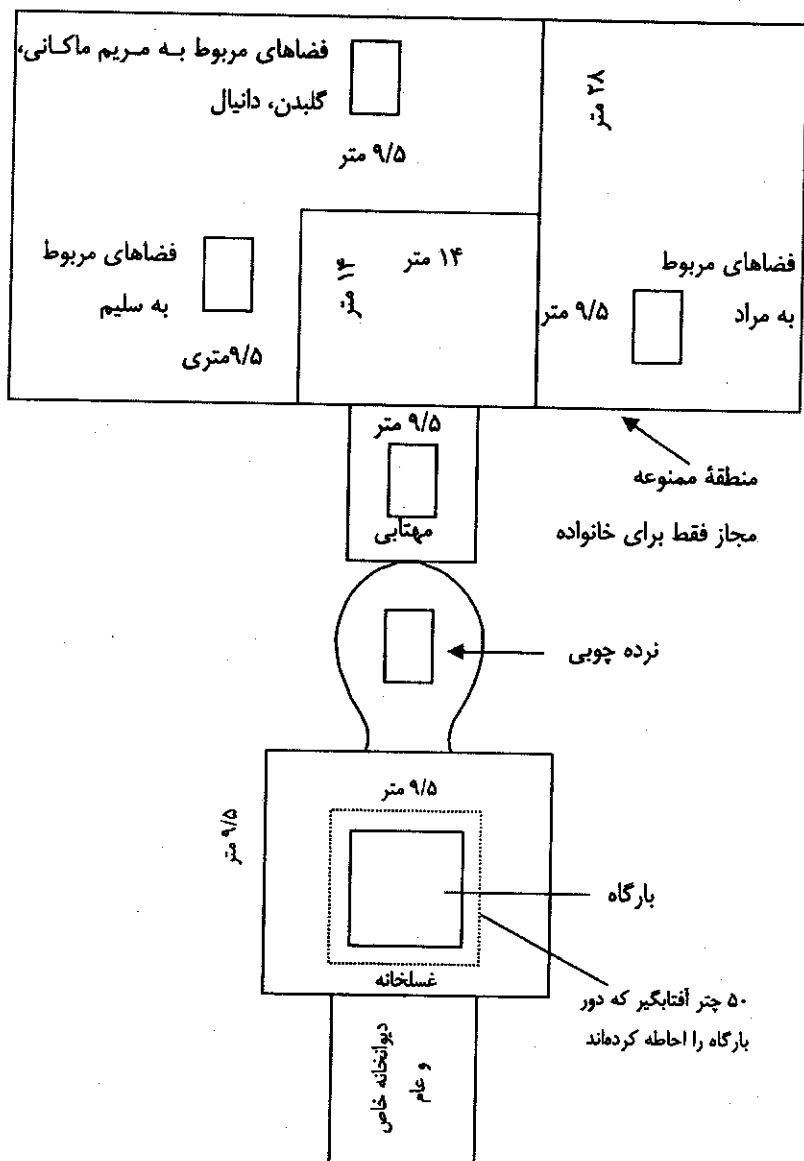 فضاهای مربوط به مریم ماکانی،
گلبدن، دانیال
۹/۵ متر
۲۸ متر
فضاهای مربوط
به سلیم
۹/۵متری
۱۴ متر
۱۴ متر
فضاهای مربوط
به مراد
۹/۵ متر
۹/۵ متر
مهتابی
منطقهٔ ممنوعه
مجاز فقط برای خانواده
نرده چوبی
۹/۵ متر
۹/۵ متر
بارگاه
غسلخانه
۵۰ چتر آفتابگیر که دور
بارگاه را احاطه کرده‌اند
دیوانخانه خاص
و عام